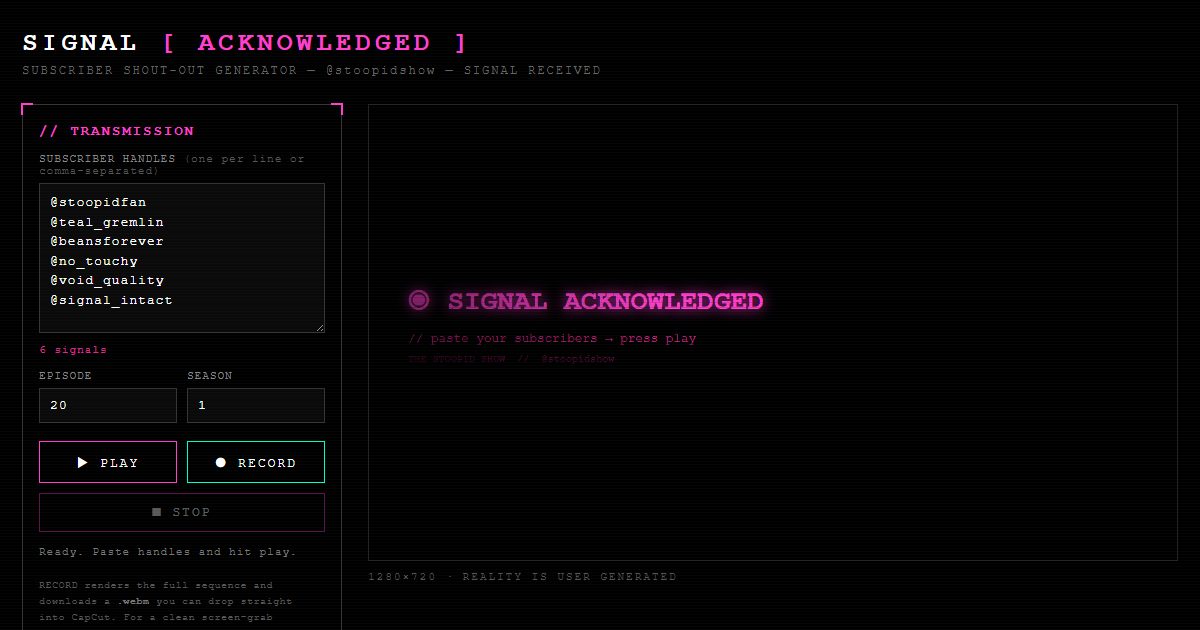 SIGNAL [ ACKNOWLEDGED ]
SUBSCRIBER SHOUT-OUT GENERATOR — @stoopidshow — SIGNAL RECEIVED
// TRANSMISSION
SUBSCRIBER HANDLES (one per line or
comma-separated)
@stoopidfan
@teal_gremlin
@beansforever
@no_touchy
@void_quality
@signal_intact
6 signals
EPISODE
SEASON
20
1
▶ PLAY
● RECORD
■ STOP
Ready. Paste handles and hit play.
RECORD renders the full sequence and
downloads a .webm you can drop straight
into CapCut. For a clean screen-grab
◉ SIGNAL ACKNOWLEDGED
// paste your subscribers → press play
THE STOOPID SHOW // @stoopidshow
1280×720 · REALITY IS USER GENERATED